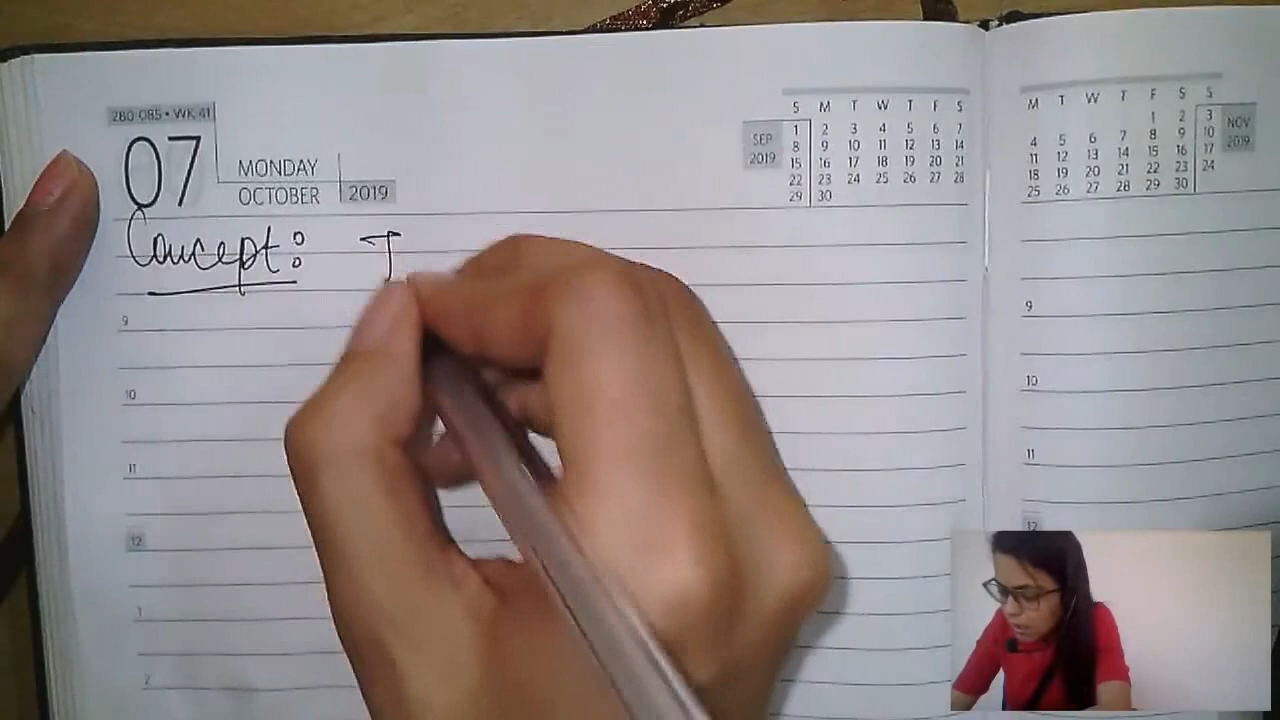 280-085 • WK 41
07
MONDAY
OCTOBER 2019
Concept:
SEP
2019
S M T W T F S
1 2 3 4 5 6 7
8 9 10 11 12 13 14
15 16 17 18 19 20 21
22 23 24 25 26 27 28
29 30
9
10
11
12
1
2
M T W T F S S
1 2 3
4 5 6 7 8 9 10
11 12 13 14 15 16 17
18 19 20 21 22 23 24
25 26 27 28 29 30
NOV
2019
9
10
11
12